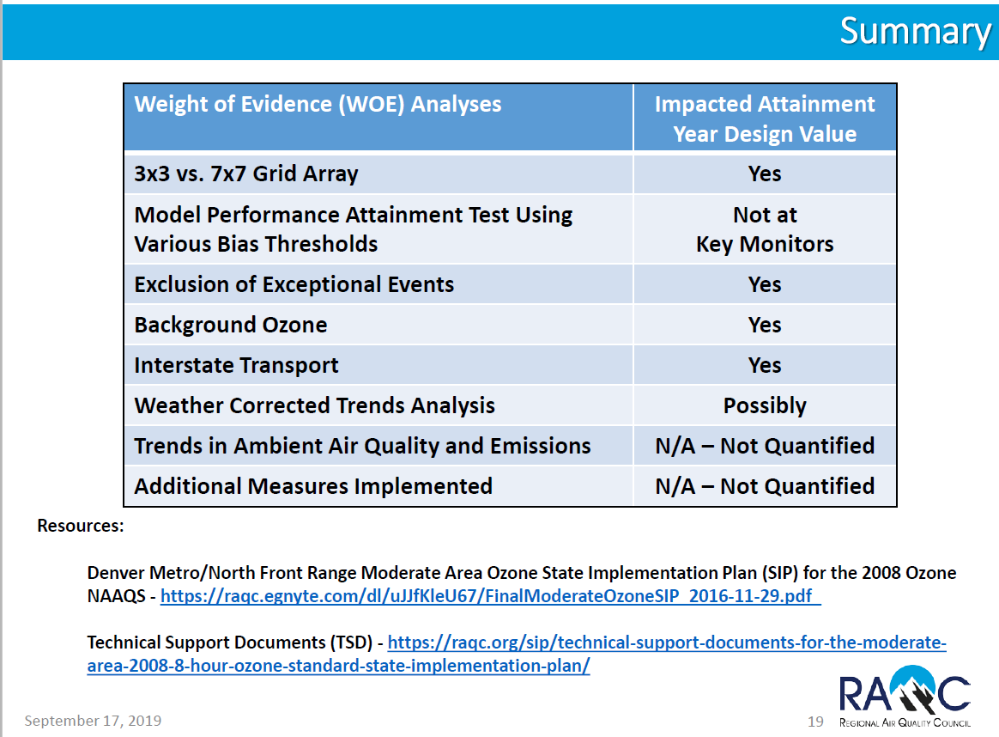 Summary
Weight of Evidence (WOE) Analyses
Impacted Attainment
Year Design Value
3x3 vs. 7x7 Grid Array
Yes
Model Performance Attainment Test Using
Various Bias Thresholds
Not at
Key Monitors
Exclusion of Exceptional Events
Yes
Background Ozone
Yes
Interstate Transport
Yes
Weather Corrected Trends Analysis
Possibly
Trends in Ambient Air Quality and Emissions
N/A – Not Quantified
Additional Measures Implemented
N/A – Not Quantified
Resources:
Denver Metro/North Front Range Moderate Area Ozone State Implementation Plan (SIP) for the 2008 Ozone
NAAQS - https://raqc.egnyte.com/dl/uJJfKleU67/FinalModerateOzoneSIP_2016-11-29.pdf
Technical Support Documents (TSD) - https://raqc.org/sip/technical-support-documents-for-the-moderate-
area-2008-8-hour-ozone-standard-state-implementation-plan/
September 17, 2019
19
RAQC
REGIONAL AIR QUALITY COUNCIL